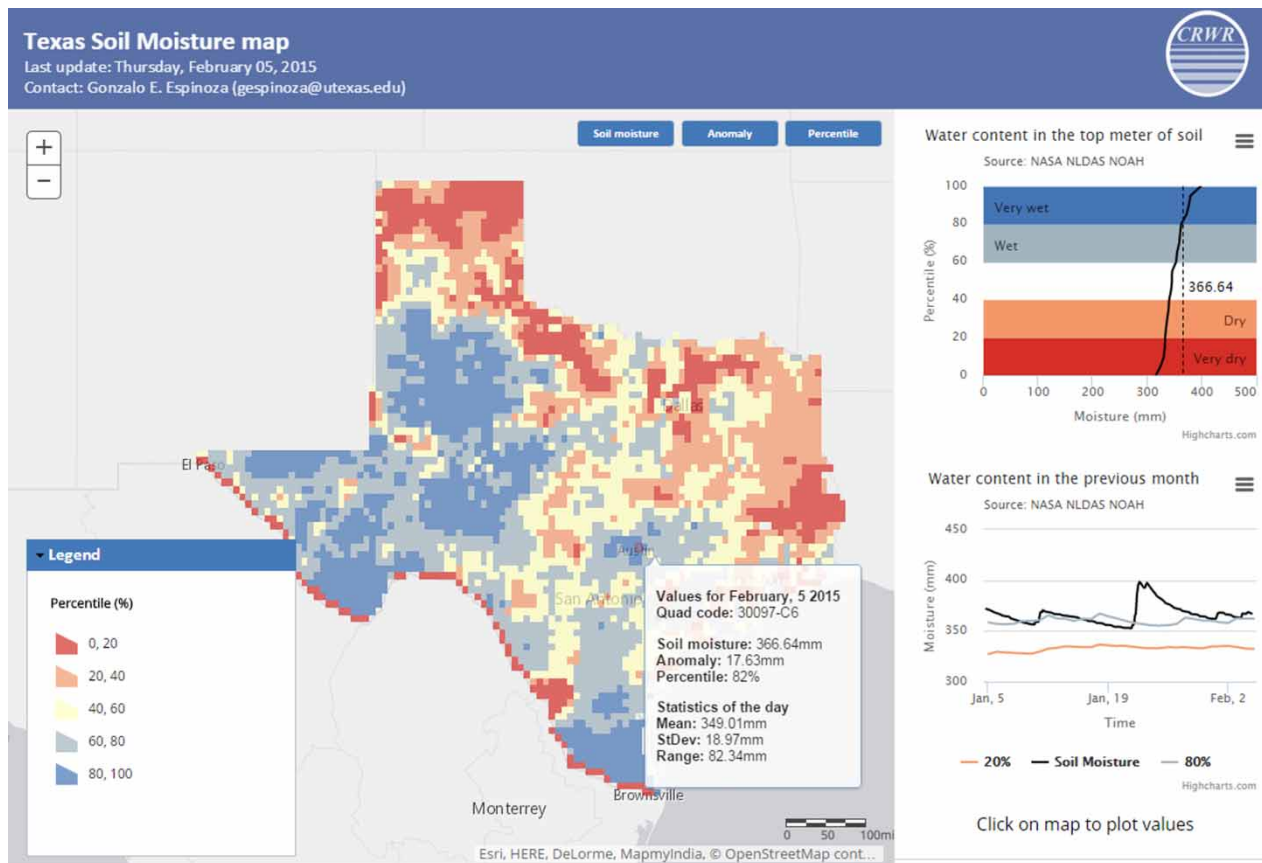 Texas Soil Moisture map
Last update: Thursday, February 05, 2015
Contact: Gonzalo E. Espinoza (gespinoza@utexas.edu)
CRWR
+
−
Soil moisture
Anomaly
Percentile
El Paso
Dallas
Austin
San Antonio
Monterrey
Brownsville
Legend
Percentile (%)
0, 20
20, 40
40, 60
60, 80
80, 100
Values for February, 5 2015
Quad code: 30097-C6
Soil moisture: 366.64mm
Anomaly: 17.63mm
Percentile: 82%
Statistics of the day
Mean: 349.01mm
StDev: 18.97mm
Range: 82.34mm
0 50 100mi
Esri, HERE, DeLorme, MapmyIndia, © OpenStreetMap cont...
Water content in the top meter of soil
Source: NASA NLDAS NOAH
Percentile (%)
100
80
60
40
20
0
Very wet
Wet
366.64
Dry
Very dry
0 100 200 300 400 500
Moisture (mm)
Highcharts.com
Water content in the previous month
Source: NASA NLDAS NOAH
Moisture (mm)
450
400
350
300
Jan, 5 Jan, 19 Feb, 2
Time
20% Soil Moisture 80%
Highcharts.com
Click on map to plot values